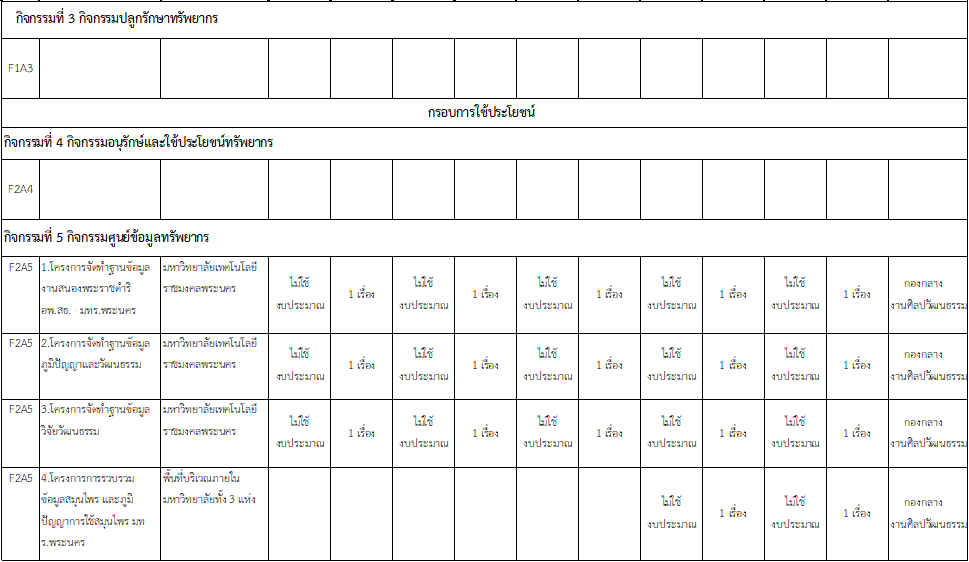 กิจกรรมที่ 3 กิจกรรมปลูกรักษาทรัพยากร
F1A3
กรอบการใช้ประโยชน์
กิจกรรมที่ 4 กิจกรรมอนุรักษ์และใช้ประโยชน์ทรัพยากร
F2A4
กิจกรรมที่ 5 กิจกรรมศูนย์ข้อมูลทรัพยากร
F2A5 1.โครงการจัดทำฐานข้อมูล มหาวิทยาลัยเทคโนโลยี
งานสนองพระราชดำริ ราชมงคลพระนคร
อพ.สธ. - มทร.พระนคร
ไม่ใช้ ไม่ใช้ ไม่ใช้ ไม่ใช้ ไม่ใช้ กองกลาง
1 เรื่อง 1 เรื่อง 1 เรื่อง 1 เรื่อง 1 เรื่อง
งบประมาณ งบประมาณ งบประมาณ งบประมาณ งบประมาณ งานศิลปวัฒนธรรม
F2A5 2.โครงการจัดทำฐานข้อมูล มหาวิทยาลัยเทคโนโลยี
ภูมิปัญญาและวัฒนธรรม ราชมงคลพระนคร
ไม่ใช้ ไม่ใช้ ไม่ใช้ ไม่ใช้ ไม่ใช้ กองกลาง
1 เรื่อง 1 เรื่อง 1 เรื่อง 1 เรื่อง 1 เรื่อง
งบประมาณ งบประมาณ งบประมาณ งบประมาณ งบประมาณ งานศิลปวัฒนธรรม
F2A5 3.โครงการจัดทำฐานข้อมูล มหาวิทยาลัยเทคโนโลยี
วิจัยวัฒนธรรม ราชมงคลพระนคร
ไม่ใช้ ไม่ใช้ ไม่ใช้ ไม่ใช้ ไม่ใช้ กองกลาง
1 เรื่อง 1 เรื่อง 1 เรื่อง 1 เรื่อง 1 เรื่อง
งบประมาณ งบประมาณ งบประมาณ งบประมาณ งบประมาณ งานศิลปวัฒนธรรม
F2A5 4.โครงการการรวบรวม พื้นที่บริเวณภายใน
ข้อมูลสมุนไพร และภูมิ มหาวิทยาลัยทั้ง 3 แห่ง
ปัญญาการใช้สมุนไพร มท
ร.พระนคร
ไม่ใช้ ไม่ใช้ กองกลาง
1 เรื่อง 1 เรื่อง
งบประมาณ งบประมาณ งานศิลปวัฒนธรรม